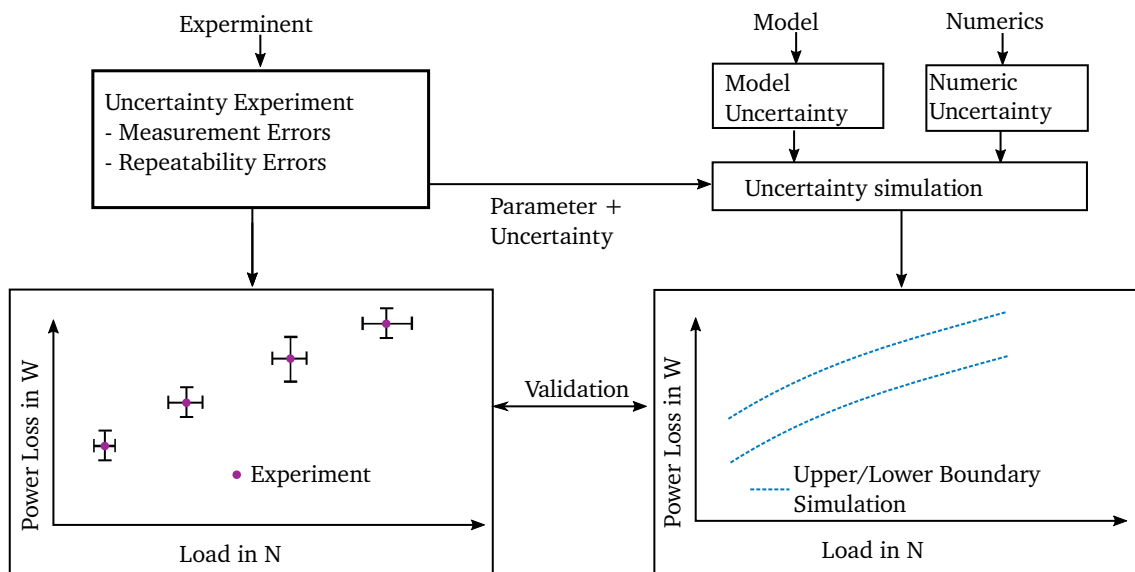 Experminent
Uncertainty Experiment
- Measurement Errors
- Repeatability Errors
Model
Numerics
Model
Uncertainty
Numeric
Uncertainty
Uncertainty simulation
Parameter +
Uncertainty
Power Loss in W
Experiment
Load in N
Validation
Power Loss in W
Upper/Lower Boundary
Simulation
Load in N